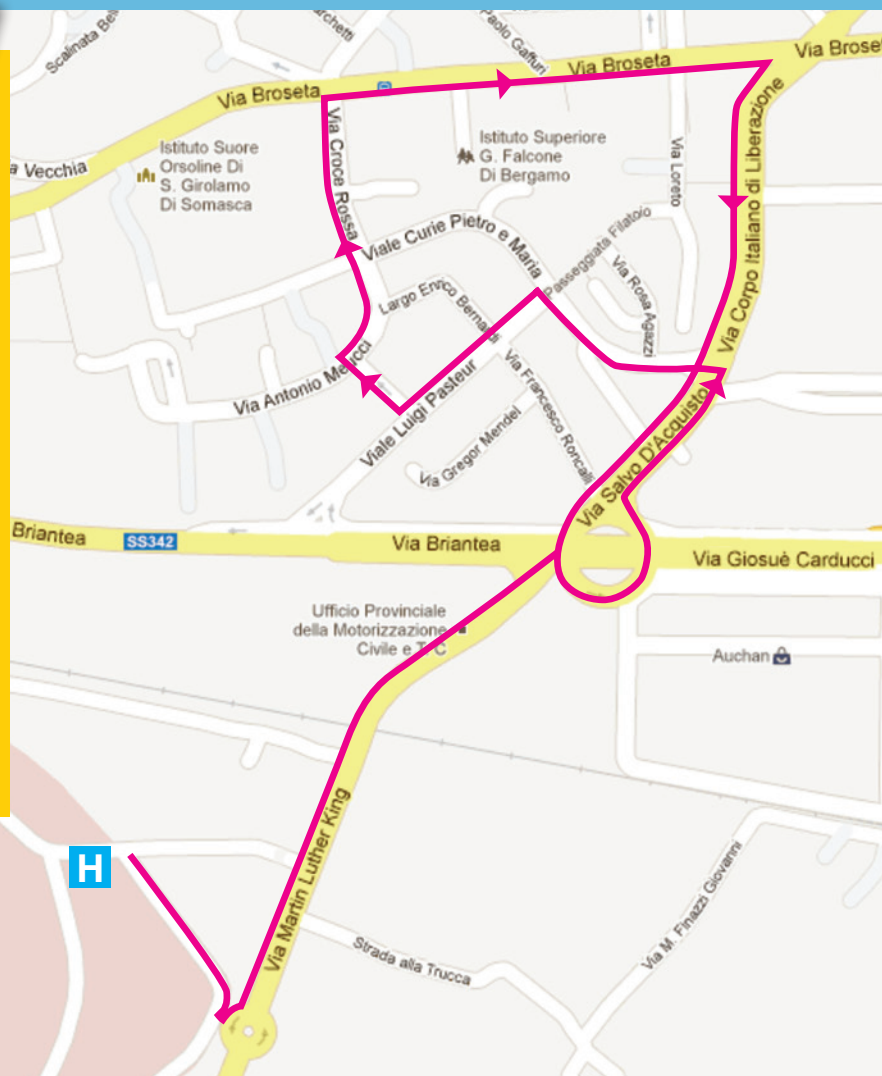 Scalinata Bel
archetti
Paolo Gaffuri
Via Broseta
Via Broseta
Via Broset
a Vecchia
Istituto Suore
Orsoline Di
S. Girolamo
Di Somasca
Via Croce Rossa
Istituto Superiore
G. Falcone
Di Bergamo
Via Loreto
Via Corpo Italiano di Liberazione
Viale Curie Pietro e Maria
Passeggiata Filatoio
Via Rosa Agazzi
Largo Enrico Bernardi
Via Antonio Meucci
Viale Luigi Pasteur
Via Francesco Roncalli
Via Gregor Mendel
Via Salvo D'Acquisto
Briantea
SS342
Via Briantea
Via Giosuè Carducci
Ufficio Provinciale
della Motorizzazione
Civile e T C
Auchan
H
Via Martin Luther King
Strada alla Trucca
Via M. Finazzi Giovanni